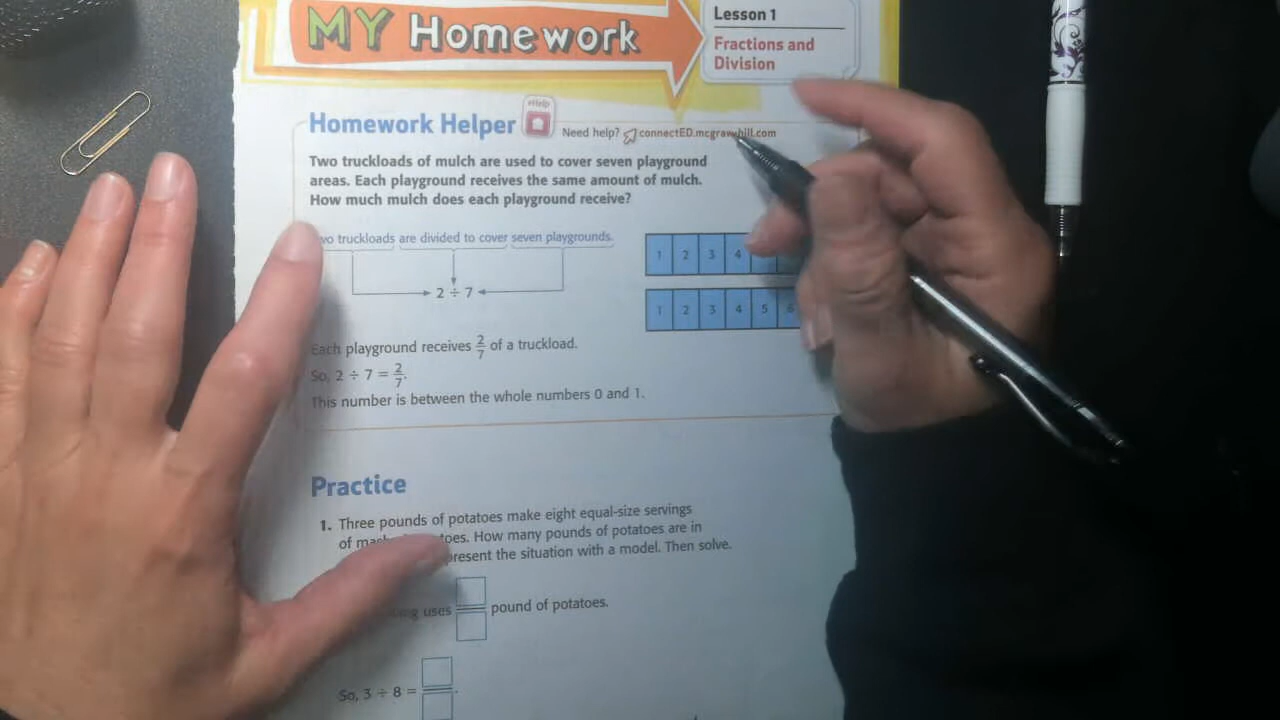 MY Homework
Lesson 1
Fractions and
Division
eHelp
Homework Helper
Need help? connectED.mcgraw-hill.com
Two truckloads of mulch are used to cover seven playground
areas. Each playground receives the same amount of mulch.
How much mulch does each playground receive?
truckloads are divided to cover seven playgrounds.
1 2 3 4
2 ÷ 7
1 2 3 4 5 6
Each playground receives 2/7 of a truckload.
So, 2 ÷ 7 = 2/7.
This number is between the whole numbers 0 and 1.
Practice
1. Three pounds of potatoes make eight equal-size servings
of How many pounds of potatoes are in
the situation with a model. Then solve.
uses pound of potatoes.
So, 3 ÷ 8 = .